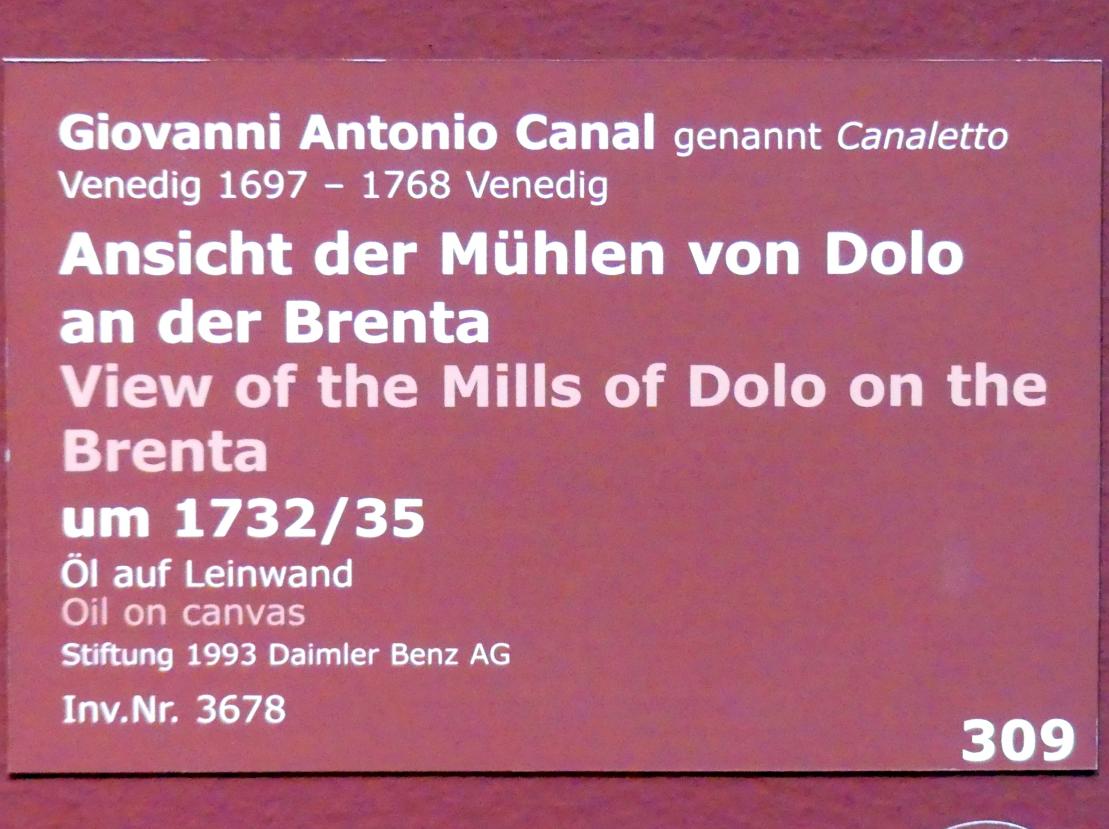 Giovanni Antonio Canal genannt Canaletto
Venedig 1697 – 1768 Venedig
Ansicht der Mühlen von Dolo
an der Brenta
View of the Mills of Dolo on the
Brenta
um 1732/35
Öl auf Leinwand
Oil on canvas
Stiftung 1993 Daimler Benz AG
Inv.Nr. 3678
309